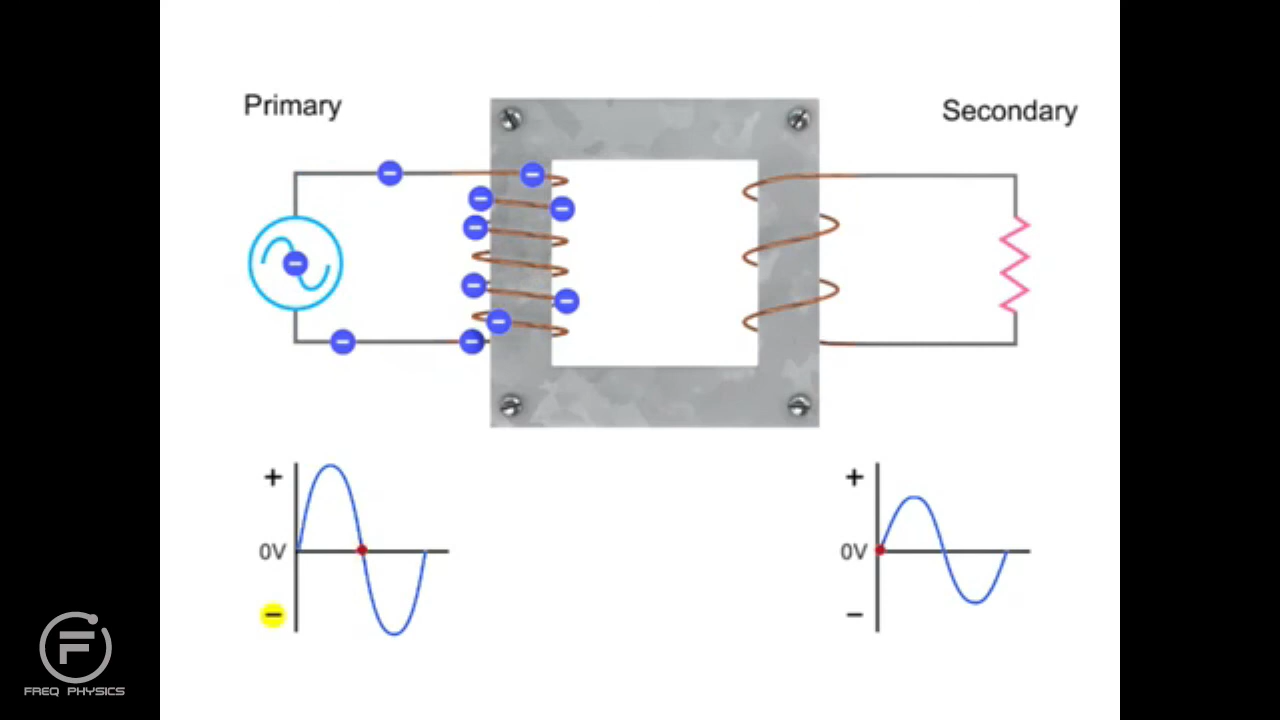 Primary
Secondary
+
+
0V
0V
−
−
FREQ PHYSICS